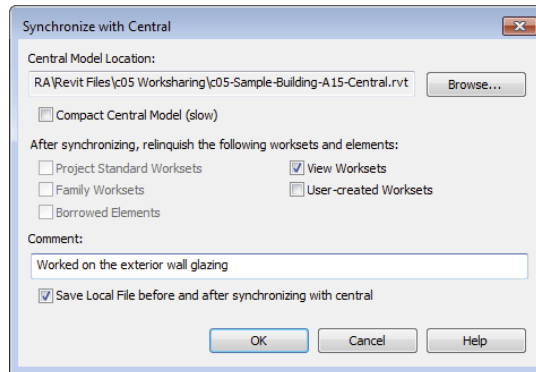 Synchronize with Central
Central Model Location:
RA\Revit Files\c05 Worksharing\c05-Sample-Building-A15-Central.rvt
Browse...
Compact Central Model (slow)
After synchronizing, relinquish the following worksets and elements:
Project Standard Worksets
View Worksets
Family Worksets
User-created Worksets
Borrowed Elements
Comment:
Worked on the exterior wall glazing
Save Local File before and after synchronizing with central
OK
Cancel
Help